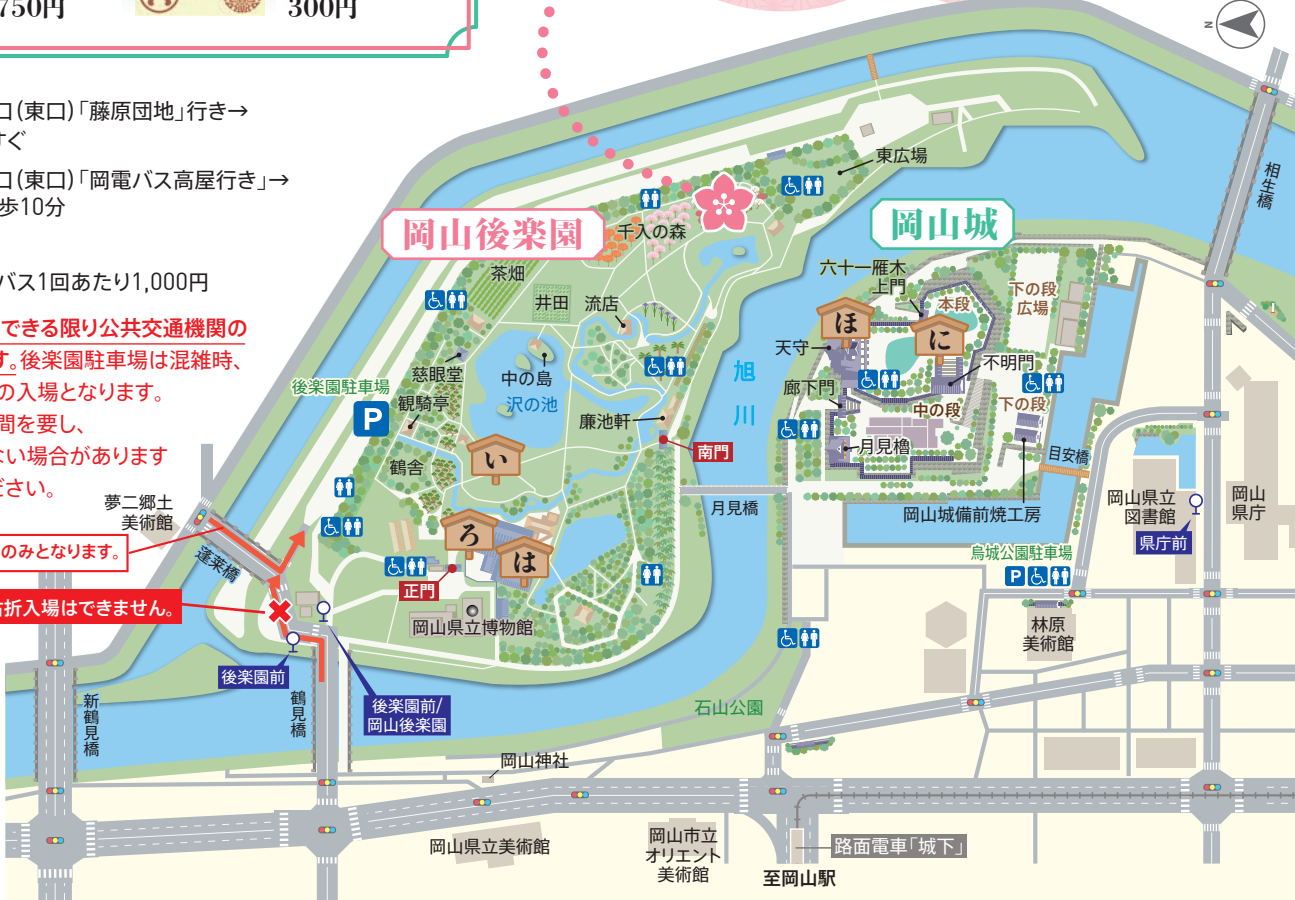 750円
300円
N
口（東口）「藤原団地」行き→
すぐ
口（東口）「岡電バス高屋行き」→
歩10分
バス1回あたり1,000円
できる限り公共交通機関の
す。後楽園駐車場は混雑時、
の入場となります。
間を要し、
ない場合があります
ださい。
のみとなります。
右折入場はできません。
岡山後楽園
岡山城
東広場
千入の森
茶畑
井田
流店
慈眼堂
中の島
沢の池
後楽園駐車場
P
観騎亭
廉池軒
い
鶴舎
南門
ろ
は
正門
岡山県立博物館
夢二郷土
美術館
蓬莱橋
後楽園前
後楽園前/
岡山後楽園
新鶴見橋
鶴見橋
旭川
月見橋
相生橋
六十一雁木
上門
本段
下の段
広場
ほ
に
天守
不明門
廊下門
中の段
下の段
月見櫓
目安橋
岡山城備前焼工房
岡山県立
図書館
岡山
県庁
県庁前
烏城公園駐車場
P
林原
美術館
石山公園
岡山神社
岡山県立美術館
岡山市立
オリエント
美術館
路面電車「城下」
至岡山駅